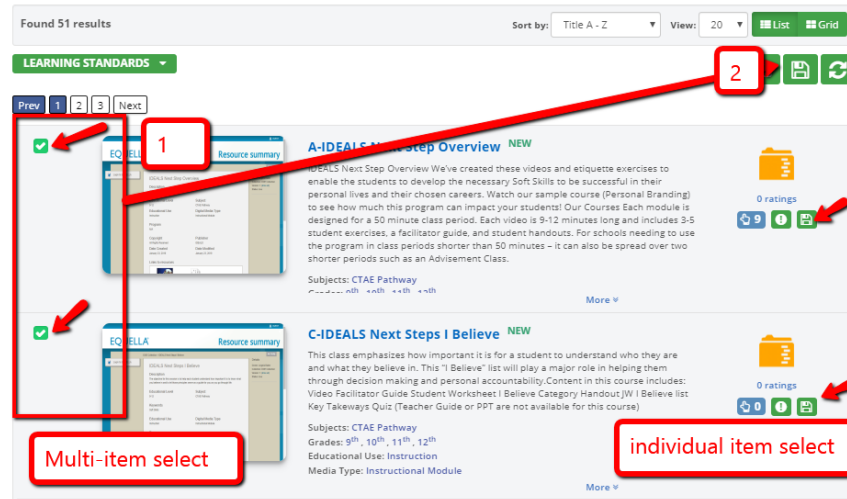 Found 51 results
Sort by: Title A - Z View: 20 List Grid
LEARNING STANDARDS
2
Prev 1 2 3 Next
1
EQUELLA Resource summary
A-IDEALS Next Step Overview NEW
IDEALS Next Step Overview We've created these videos and etiquette exercises to
enable the students to develop the necessary Soft Skills to be successful in their
personal lives and their chosen careers. Watch our sample course (Personal Branding)
to see how much this program can impact your students! Our Courses Each module is
designed for a 50 minute class period. Each video is 9-12 minutes long and includes 3-5
student exercises, a facilitator guide, and student handouts. For schools needing to use
the program in class periods shorter than 50 minutes – it can also be spread over two
shorter periods such as an Advisement Class.
Subjects: CTAE Pathway
Grades: 9th, 10th, 11th, 12th
More
0 ratings
9
EQUELLA Resource summary
C-IDEALS Next Steps I Believe NEW
This class emphasizes how important it is for a student to understand who they are
and what they believe in. This "I Believe" list will play a major role in helping them
through decision making and personal accountability.Content in this course includes:
Video Facilitator Guide Student Worksheet I Believe Category Handout JW I Believe list
Key Takeways Quiz (Teacher Guide or PPT are not available for this course)
Subjects: CTAE Pathway
Grades: 9th, 10th, 11th, 12th
Educational Use: Instruction
Media Type: Instructional Module
More
0 ratings
0
Multi-item select
individual item select